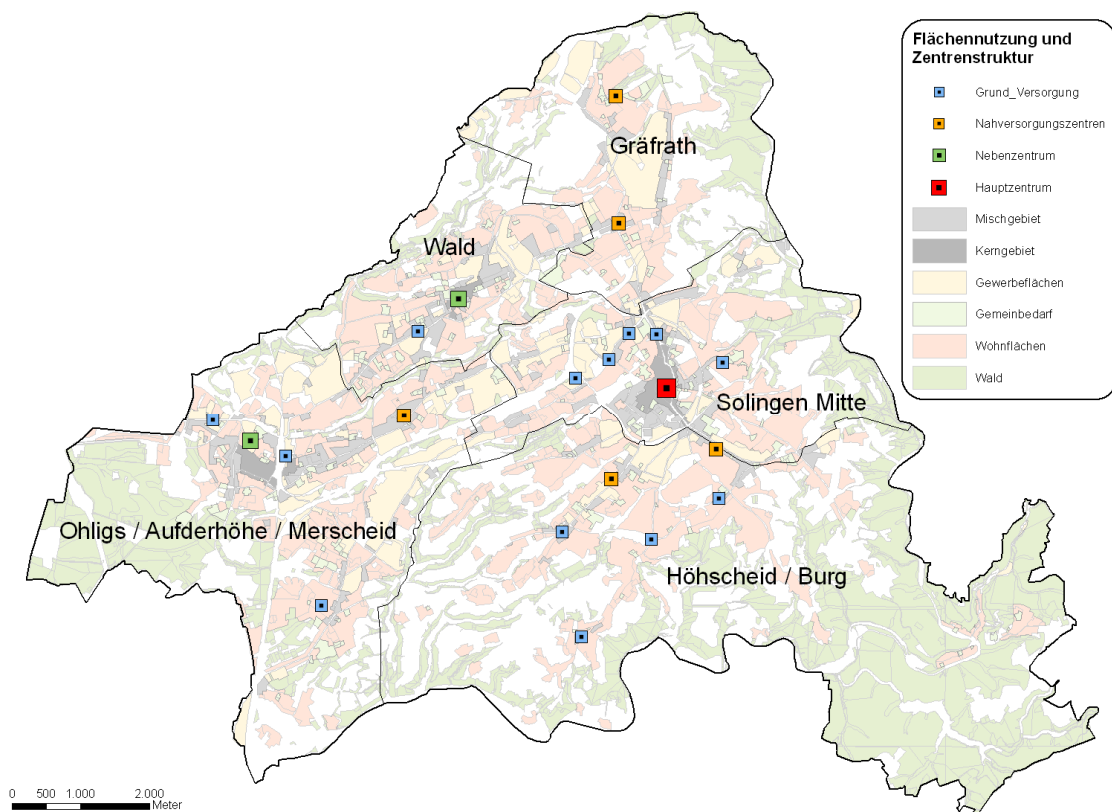 Flächennutzung und
Zentrenstruktur
Grund_Versorgung
Nahversorgungszentren
Nebenzentrum
Hauptzentrum
Mischgebiet
Kerngebiet
Gewerbeflächen
Gemeinbedarf
Wohnflächen
Wald
Gräfrath
Wald
Solingen Mitte
Ohligs / Aufderhöhe / Merscheid
Höhscheid / Burg
0 500 1.000 2.000
Meter